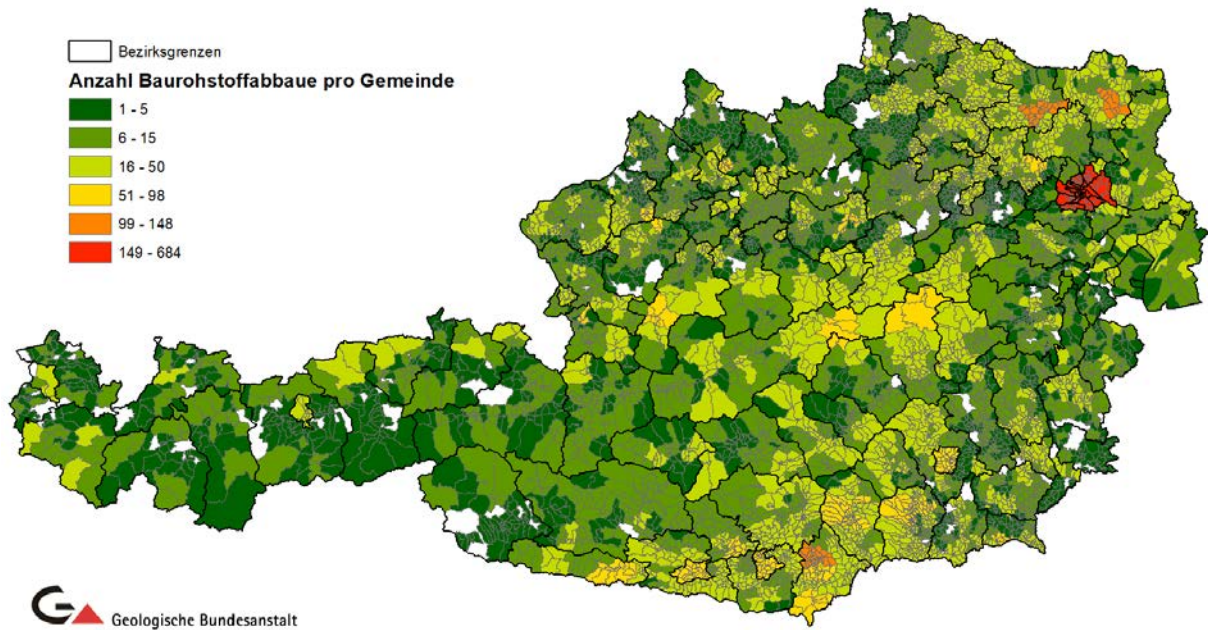 Bezirksgrenzen
Anzahl Baurohstoffabbaue pro Gemeinde
1 - 5
6 - 15
16 - 50
51 - 98
99 - 148
149 - 684
Geologische Bundesanstalt